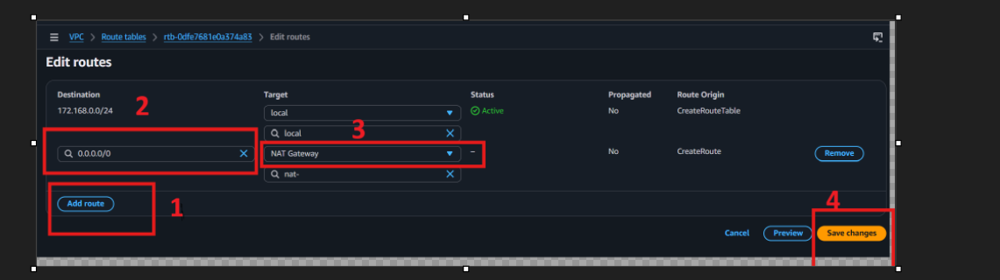 VPC > Route tables > rtb-0dfe7681e0a374a83 > Edit routes
Edit routes
Destination Target Status Propagated Route Origin
172.168.0.0/24 2 local Active No CreateRouteTable
local 3
0.0.0.0/0 NAT Gateway – No CreateRoute Remove
nat-
Add route 1 4
Cancel Preview Save changes